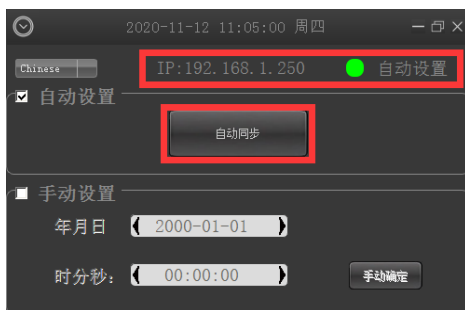 2020-11-12 11:05:00 周四
Chinese IP:192.168.1.250 自动设置
自动设置
自动同步
手动设置
年月日 2000-01-01
时分秒: 00:00:00 手动确定